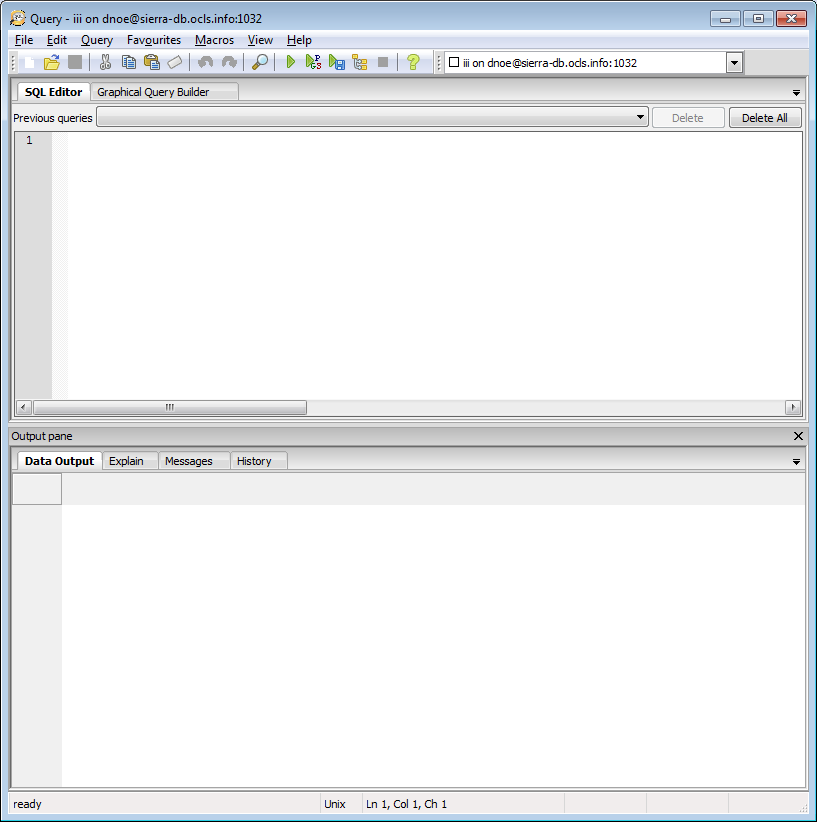 Query - iii on dnoe@sierra-db.ocls.info:1032
File Edit Query Favourites Macros View Help
iii on dnoe@sierra-db.ocls.info:1032
SQL Editor Graphical Query Builder
Previous queries Delete Delete All
1
Output pane
Data Output Explain Messages History
ready Unix Ln 1, Col 1, Ch 1